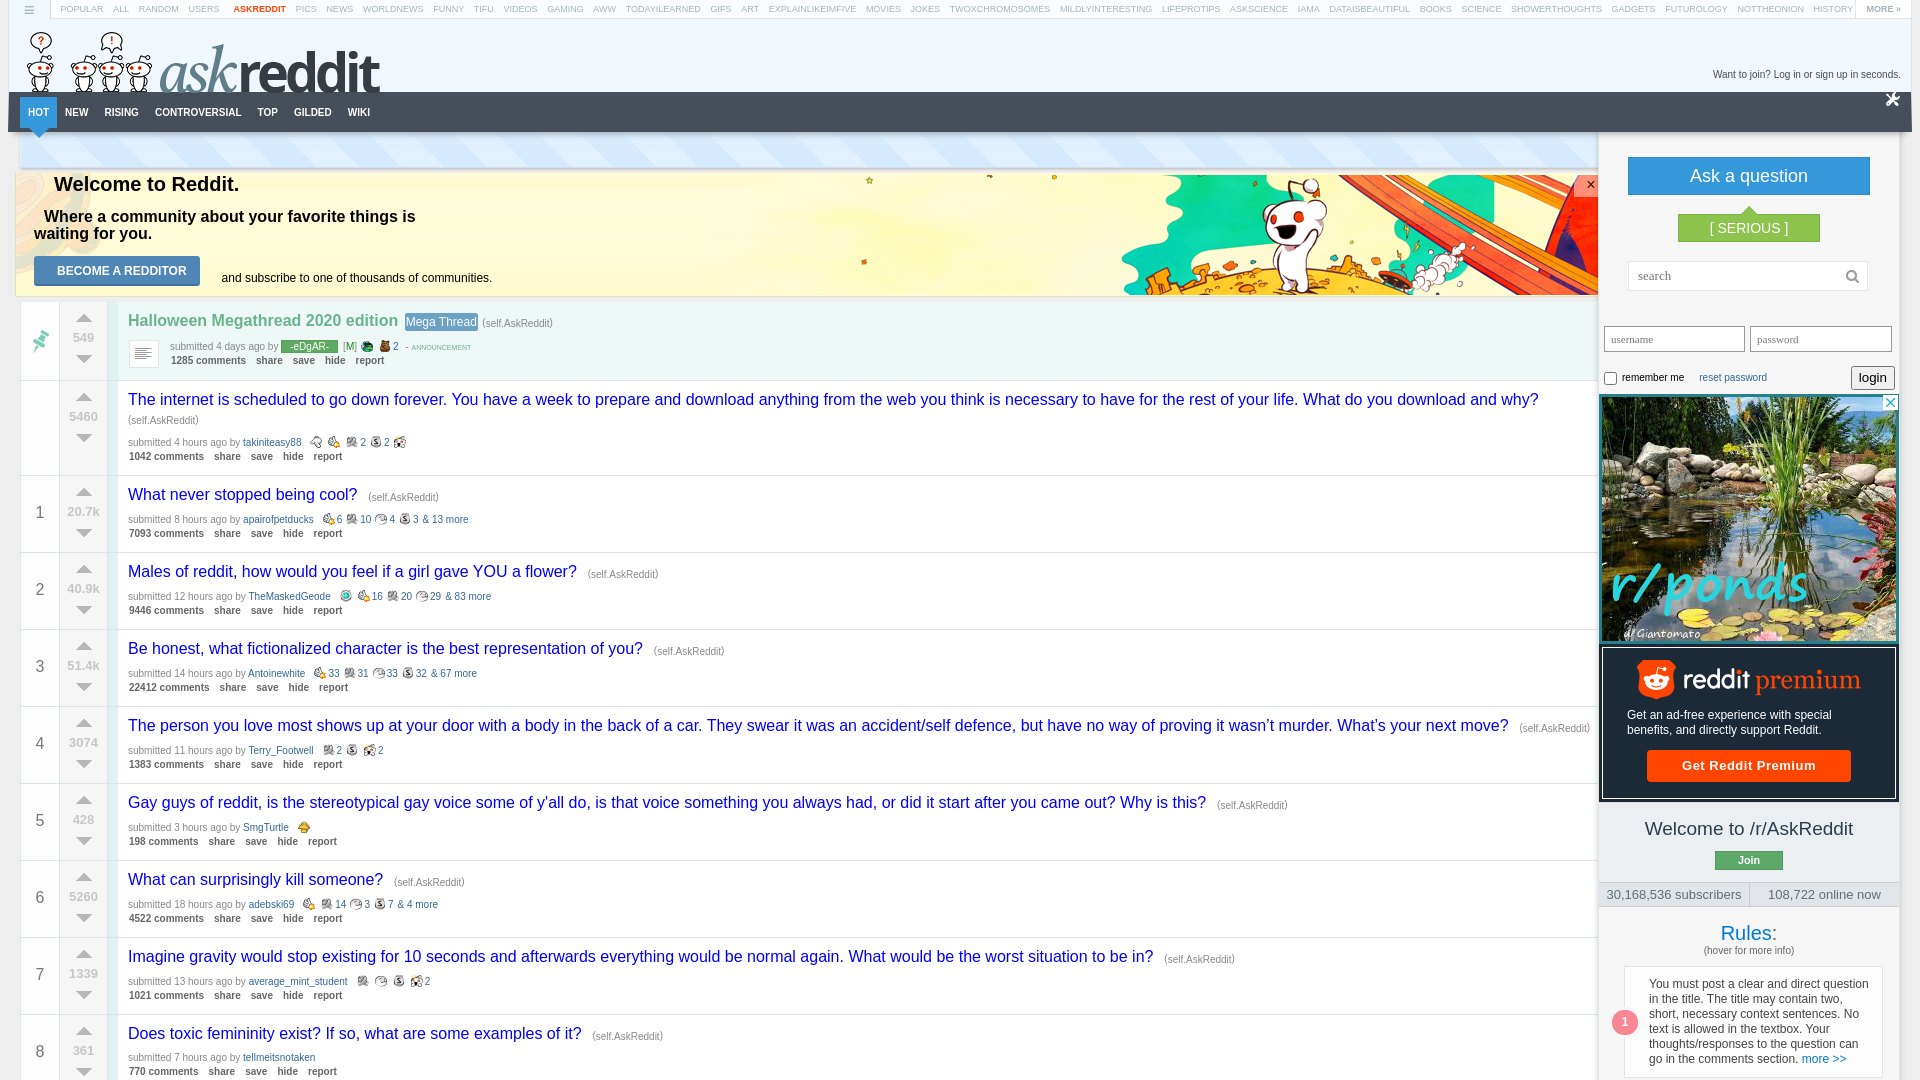 POPULAR ALL RANDOM USERS ASKREDDIT PICS NEWS WORLDNEWS FUNNY TIFU VIDEOS GAMING AWW TODAYILEARNED GIFS ART EXPLAINLIKEIMFIVE MOVIES JOKES TWOXCHROMOSOMES MILDLYINTERESTING LIFEPROTIPS ASKSCIENCE IAMA DATAISBEAUTIFUL BOOKS SCIENCE SHOWERTHOUGHTS GADGETS FUTUROLOGY NOTTHEONION HISTORY MORE »
? !
askreddit
Want to join? Log in or sign up in seconds.
HOT NEW RISING CONTROVERSIAL TOP GILDED WIKI
Welcome to Reddit.
Where a community about your favorite things is
waiting for you.
BECOME A REDDITOR and subscribe to one of thousands of communities.
×
549
Halloween Megathread 2020 edition Mega Thread (self.AskReddit)
submitted 4 days ago by -eDgAR- [M] 2 - ANNOUNCEMENT
1285 comments share save hide report
5460
The internet is scheduled to go down forever. You have a week to prepare and download anything from the web you think is necessary to have for the rest of your life. What do you download and why?
(self.AskReddit)
submitted 4 hours ago by takiniteasy88 2 2
1042 comments share save hide report
1
20.7k
What never stopped being cool? (self.AskReddit)
submitted 8 hours ago by apairofpetducks 6 10 4 3 & 13 more
7093 comments share save hide report
2
40.9k
Males of reddit, how would you feel if a girl gave YOU a flower? (self.AskReddit)
submitted 12 hours ago by TheMaskedGeode 16 20 29 & 83 more
9446 comments share save hide report
3
51.4k
Be honest, what fictionalized character is the best representation of you? (self.AskReddit)
submitted 14 hours ago by Antoinewhite 33 31 33 32 & 67 more
22412 comments share save hide report
4
3074
The person you love most shows up at your door with a body in the back of a car. They swear it was an accident/self defence, but have no way of proving it wasn’t murder. What’s your next move? (self.AskReddit)
submitted 11 hours ago by Terry_Footwell 2 2
1383 comments share save hide report
5
428
Gay guys of reddit, is the stereotypical gay voice some of y'all do, is that voice something you always had, or did it start after you came out? Why is this? (self.AskReddit)
submitted 3 hours ago by SmgTurtle
198 comments share save hide report
6
5260
What can surprisingly kill someone? (self.AskReddit)
submitted 18 hours ago by adebski69 14 3 7 & 4 more
4522 comments share save hide report
7
1339
Imagine gravity would stop existing for 10 seconds and afterwards everything would be normal again. What would be the worst situation to be in? (self.AskReddit)
submitted 13 hours ago by average_mint_student 2
1021 comments share save hide report
8
361
Does toxic femininity exist? If so, what are some examples of it? (self.AskReddit)
submitted 7 hours ago by tellmeitsnotaken
770 comments share save hide report
Ask a question
[ SERIOUS ]
search
username password
remember me reset password login
r/ponds
u/Giantomato
reddit premium
Get an ad-free experience with special
benefits, and directly support Reddit.
Get Reddit Premium
Welcome to /r/AskReddit
Join
30,168,536 subscribers 108,722 online now
Rules:
(hover for more info)
1
You must post a clear and direct question
in the title. The title may contain two,
short, necessary context sentences. No
text is allowed in the textbox. Your
thoughts/responses to the question can
go in the comments section. more >>